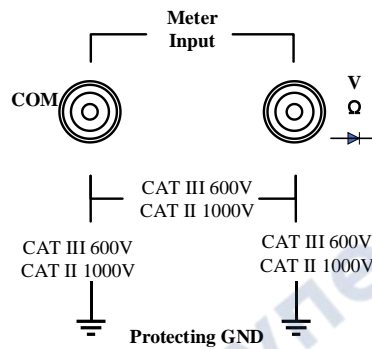 Meter
Input
COM
V
Ω
CAT III 600V
CAT II 1000V
CAT III 600V
CAT II 1000V
CAT III 600V
CAT II 1000V
Protecting GND